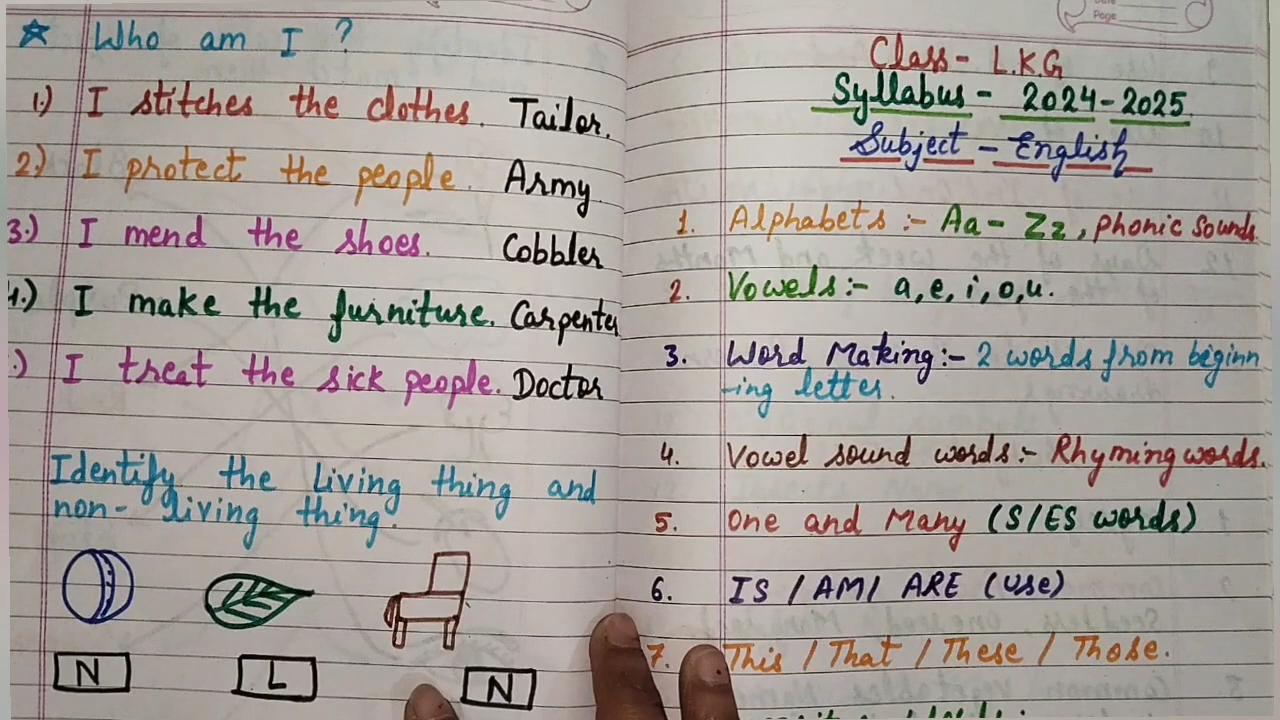 Who am I ?
1.) I stitches the clothes. Tailor.
2.) I protect the people. Army
3.) I mend the shoes. Cobbler
4.) I make the furniture. Carpenter
.) I treat the sick people. Doctor
Identify the Living thing and
non-living thing.
N L N
Page
Class- L.K.G
Syllabus - 2024-2025
Subject - English
1. Alphabets :- Aa- Zz, Phonic Sounds
2. Vowels:- a, e, i, o, u.
3. Word Making:- 2 words from beginn
-ing letter.
4. Vowel sound words:- Rhyming words.
5. One and Many (S/ES words)
6. IS / AM/ ARE (Use)
7. This / That / These / Those.